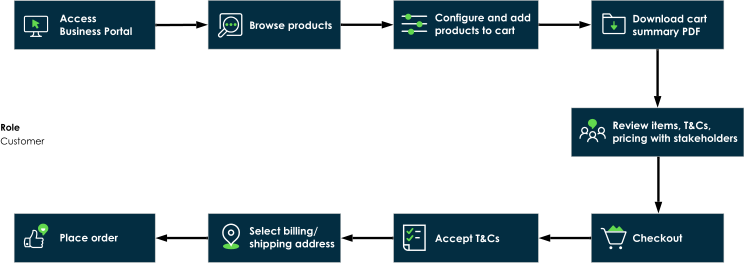 Access
Business Portal
Browse products
Configure and add
products to cart
Download cart
summary PDF
Role
Customer
Review items, T&Cs,
pricing with stakeholders
Checkout
Accept T&Cs
Select billing/
shipping address
Place order